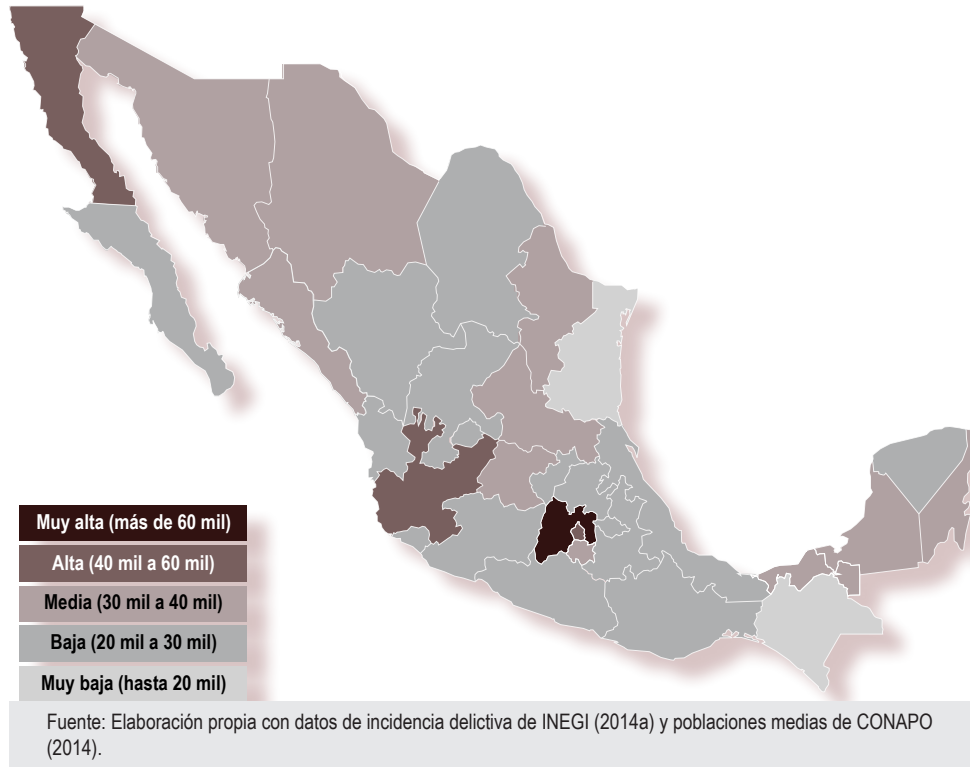 Muy alta (más de 60 mil)
Alta (40 mil a 60 mil)
Media (30 mil a 40 mil)
Baja (20 mil a 30 mil)
Muy baja (hasta 20 mil)
Fuente: Elaboración propia con datos de incidencia delictiva de INEGI (2014a) y poblaciones medias de CONAPO
(2014).